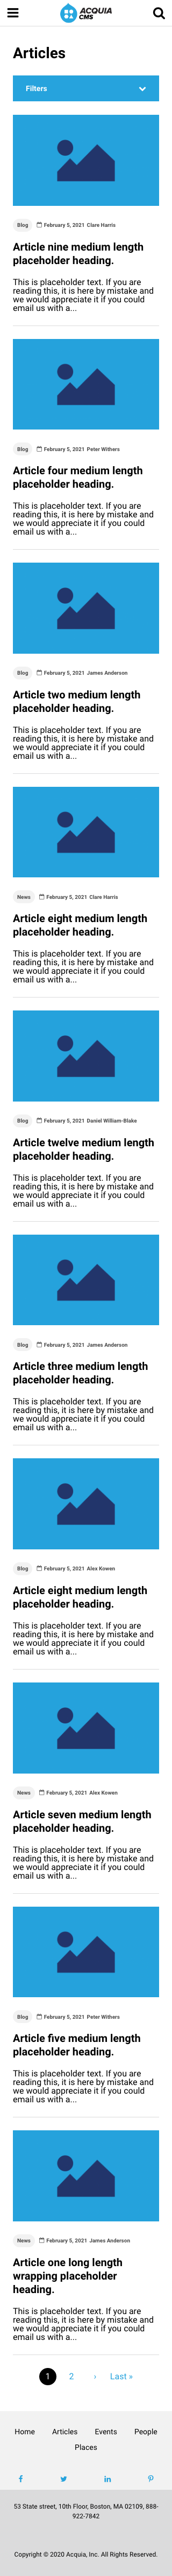 ACQUIA
CMS
Articles
Filters
Blog February 5, 2021 Clare Harris
Article nine medium length
placeholder heading.
This is placeholder text. If you are
reading this, it is here by mistake and
we would appreciate it if you could
email us with a...
Blog February 5, 2021 Peter Withers
Article four medium length
placeholder heading.
This is placeholder text. If you are
reading this, it is here by mistake and
we would appreciate it if you could
email us with a...
Blog February 5, 2021 James Anderson
Article two medium length
placeholder heading.
This is placeholder text. If you are
reading this, it is here by mistake and
we would appreciate it if you could
email us with a...
News February 5, 2021 Clare Harris
Article eight medium length
placeholder heading.
This is placeholder text. If you are
reading this, it is here by mistake and
we would appreciate it if you could
email us with a...
Blog February 5, 2021 Daniel William-Blake
Article twelve medium length
placeholder heading.
This is placeholder text. If you are
reading this, it is here by mistake and
we would appreciate it if you could
email us with a...
Blog February 5, 2021 James Anderson
Article three medium length
placeholder heading.
This is placeholder text. If you are
reading this, it is here by mistake and
we would appreciate it if you could
email us with a...
Blog February 5, 2021 Alex Kowen
Article eight medium length
placeholder heading.
This is placeholder text. If you are
reading this, it is here by mistake and
we would appreciate it if you could
email us with a...
News February 5, 2021 Alex Kowen
Article seven medium length
placeholder heading.
This is placeholder text. If you are
reading this, it is here by mistake and
we would appreciate it if you could
email us with a...
Blog February 5, 2021 Peter Withers
Article five medium length
placeholder heading.
This is placeholder text. If you are
reading this, it is here by mistake and
we would appreciate it if you could
email us with a...
News February 5, 2021 James Anderson
Article one long length
wrapping placeholder
heading.
This is placeholder text. If you are
reading this, it is here by mistake and
we would appreciate it if you could
email us with a...
1 2 › Last »
Home Articles Events People
Places
53 State street, 10th Floor, Boston, MA 02109, 888-
922-7842
Copyright © 2020 Acquia, Inc. All Rights Reserved.